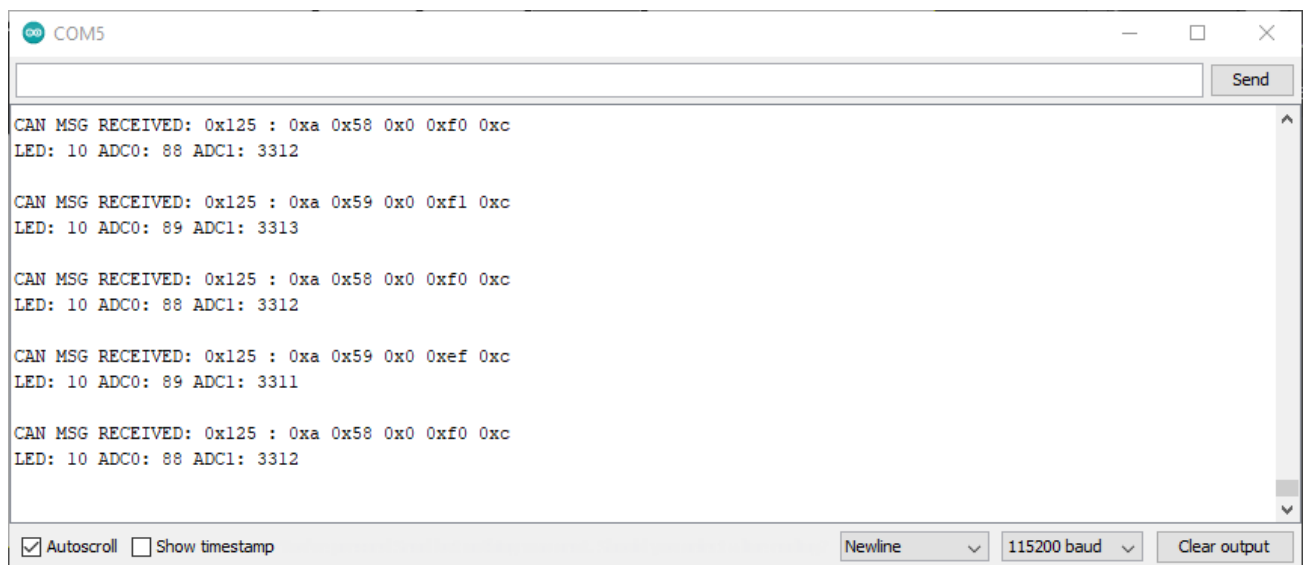 COM5
Send
CAN MSG RECEIVED: 0x125 : 0xa 0x58 0x0 0xf0 0xc
LED: 10 ADC0: 88 ADC1: 3312
CAN MSG RECEIVED: 0x125 : 0xa 0x59 0x0 0xf1 0xc
LED: 10 ADC0: 89 ADC1: 3313
CAN MSG RECEIVED: 0x125 : 0xa 0x58 0x0 0xf0 0xc
LED: 10 ADC0: 88 ADC1: 3312
CAN MSG RECEIVED: 0x125 : 0xa 0x59 0x0 0xef 0xc
LED: 10 ADC0: 89 ADC1: 3311
CAN MSG RECEIVED: 0x125 : 0xa 0x58 0x0 0xf0 0xc
LED: 10 ADC0: 88 ADC1: 3312
Autoscroll Show timestamp Newline 115200 baud Clear output